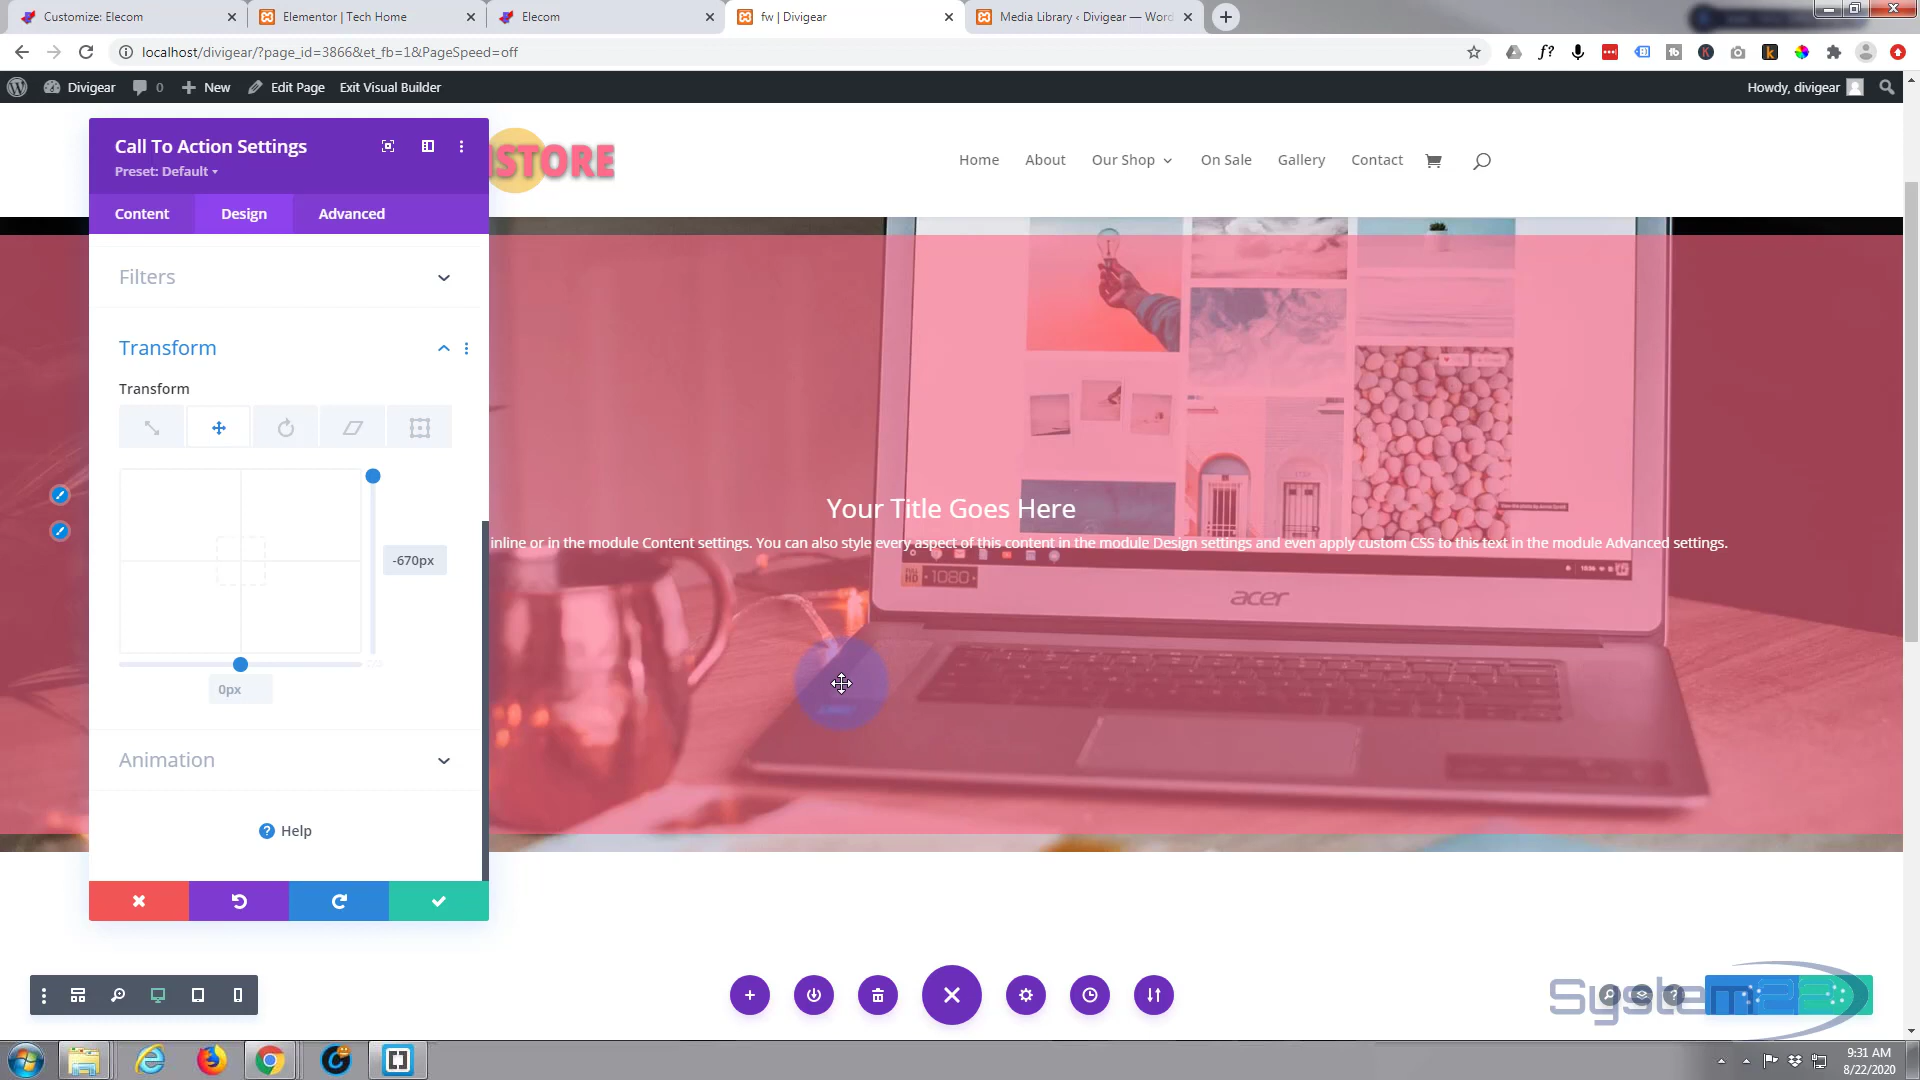 Customize: Elecom
Elementor | Tech Home
Elecom
fw | Divigear
Media Library ‹ Divigear — Word
localhost/divigear/?page_id=3866&et_fb=1&PageSpeed=off
Divigear
0
New
Edit Page
Exit Visual Builder
Howdy, divigear
Call To Action Settings
Preset: Default
Content
Design
Advanced
STORE
Home
About
Our Shop
On Sale
Gallery
Contact
Filters
Transform
Transform
-670px
0px
Animation
Help
Your Title Goes Here
inline or in the module Content settings. You can also style every aspect of this content in the module Design settings and even apply custom CSS to this text in the module Advanced settings.
HD
1080
acer
System22
9:31 AM
8/22/2020